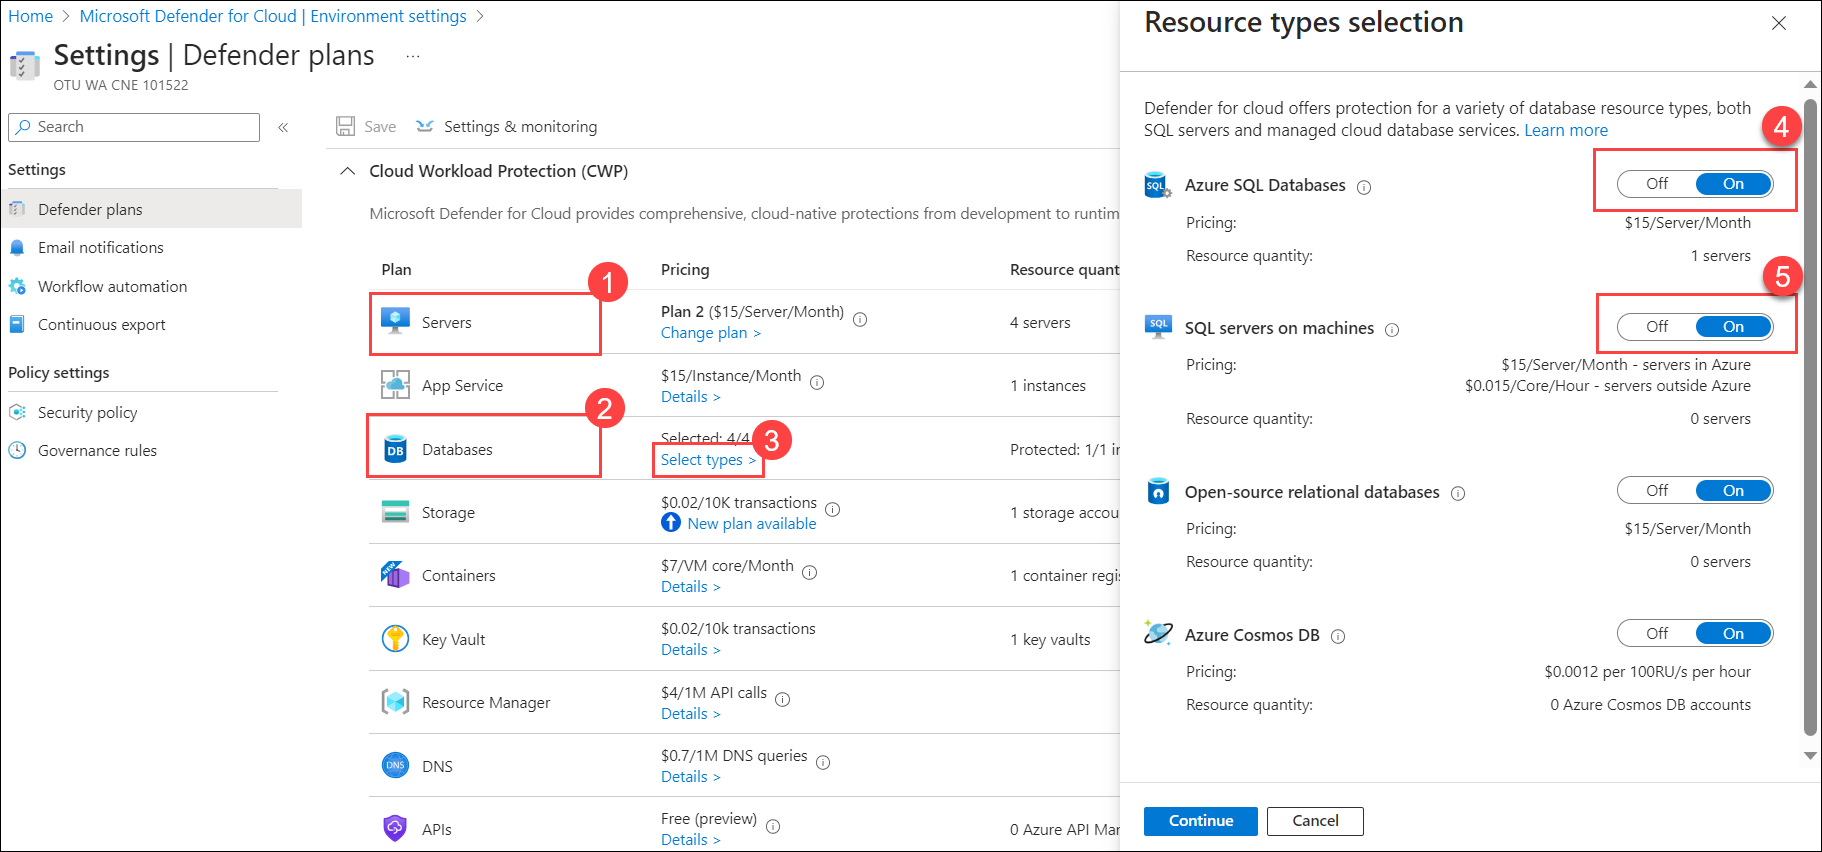 Home > Microsoft Defender for Cloud | Environment settings >
Settings | Defender plans ...
OTU WA CNE 101522
Search «
Settings
Defender plans
Email notifications
Workflow automation
Continuous export
Policy settings
Security policy
Governance rules
Save Settings & monitoring
Cloud Workload Protection (CWP)
Microsoft Defender for Cloud provides comprehensive, cloud-native protections from development to runtim
Plan Pricing Resource quant
1
Servers Plan 2 ($15/Server/Month) 4 servers
Change plan >
App Service $15/Instance/Month 1 instances
Details >
2
Databases Selected: 4/4 Protected: 1/1 in
3
Select types >
Storage $0.02/10K transactions 1 storage accou
New plan available
NEW
Containers $7/VM core/Month 1 container regis
Details >
Key Vault $0.02/10k transactions 1 key vaults
Details >
Resource Manager $4/1M API calls
Details >
DNS DNS $0.7/1M DNS queries
Details >
APIs Free (preview) 0 Azure API Mar
Details >
DB
Resource types selection
Defender for cloud offers protection for a variety of database resource types, both
SQL servers and managed cloud database services. Learn more
4
SQL Azure SQL Databases Off On
Pricing: $15/Server/Month
Resource quantity: 1 servers
5
SQL SQL servers on machines Off On
Pricing: $15/Server/Month - servers in Azure
$0.015/Core/Hour - servers outside Azure
Resource quantity: 0 servers
Open-source relational databases Off On
Pricing: $15/Server/Month
Resource quantity: 0 servers
Azure Cosmos DB Off On
Pricing: $0.0012 per 100RU/s per hour
Resource quantity: 0 Azure Cosmos DB accounts
Continue Cancel